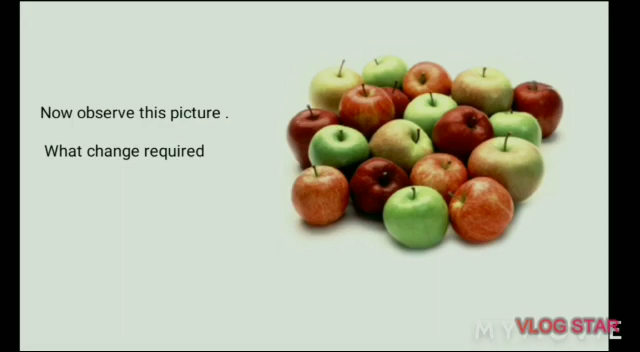 Now observe this picture .
What change required
VLOG STAR